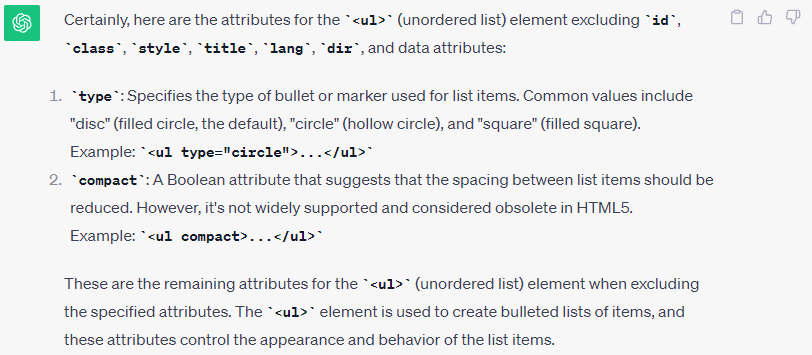 Certainly, here are the attributes for the `<ul>` (unordered list) element excluding `id`,
`class`, `style`, `title`, `lang`, `dir`, and data attributes:
1. `type`: Specifies the type of bullet or marker used for list items. Common values include
"disc" (filled circle, the default), "circle" (hollow circle), and "square" (filled square).
Example: `<ul type="circle">...</ul>`
2. `compact`: A Boolean attribute that suggests that the spacing between list items should be
reduced. However, it's not widely supported and considered obsolete in HTML5.
Example: `<ul compact>...</ul>`
These are the remaining attributes for the `<ul>` (unordered list) element when excluding
the specified attributes. The `<ul>` element is used to create bulleted lists of items, and
these attributes control the appearance and behavior of the list items.